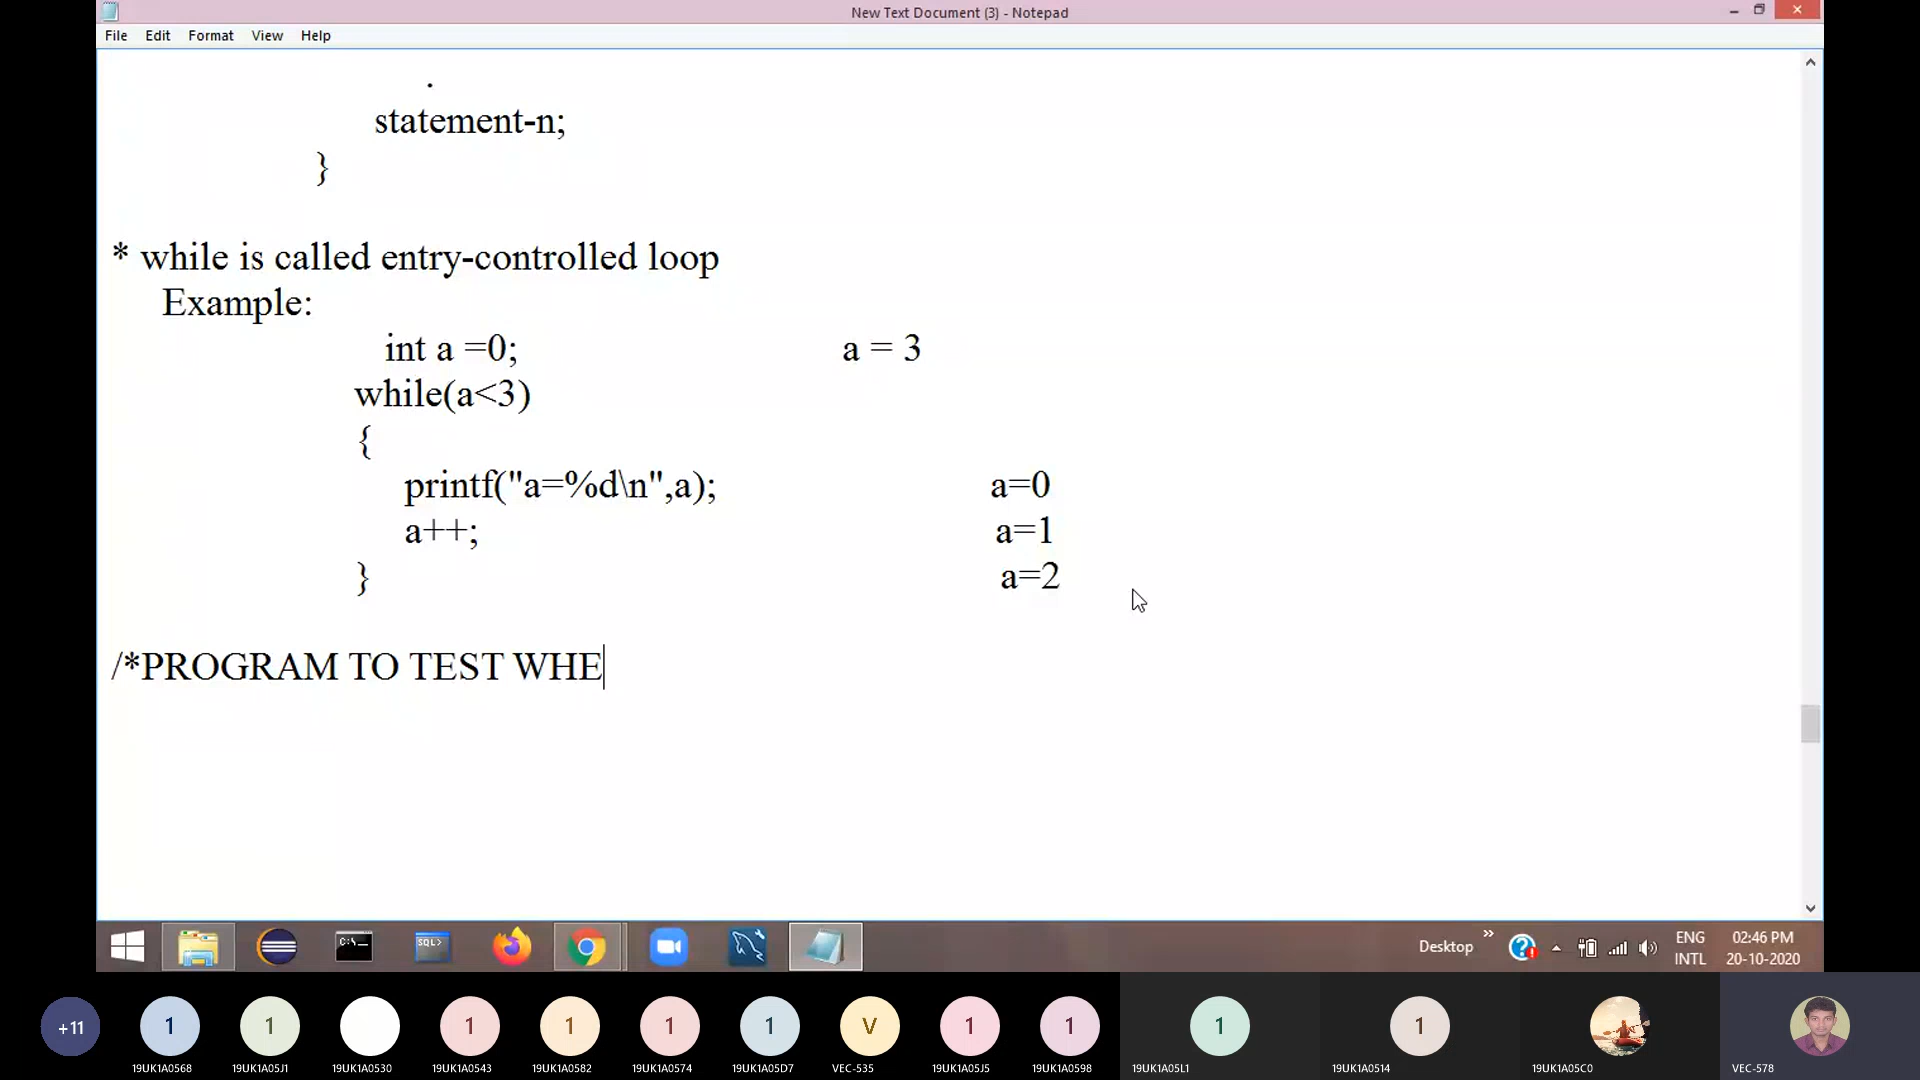 New Text Document (3) - Notepad
File Edit Format View Help
.
statement-n;
}
* while is called entry-controlled loop
Example:
int a =0; a = 3
while(a<3)
{
printf("a=%d\n",a); a=0
a++; a=1
} a=2
/*PROGRAM TO TEST WHE
C:\_
SQL>
Desktop
ENG 02:46 PM
INTL 20-10-2020
+11 1 1 1 1 1 1 V 1 1 1 1
19UK1A0568 19UK1A05J1 19UK1A0530 19UK1A0543 19UK1A0582 19UK1A0574 19UK1A05D7 VEC-535 19UK1A05J5 19UK1A0598 19UK1A05L1 19UK1A0514 19UK1A05C0 VEC-578